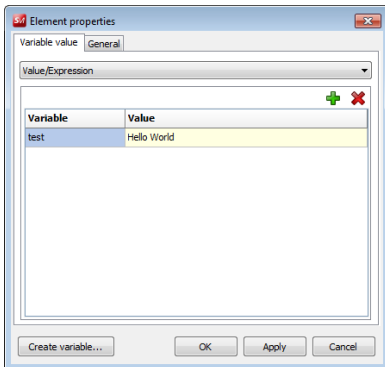 Element properties
Variable value General
Value/Expression
Variable Value
test Hello World
Create variable... OK Apply Cancel